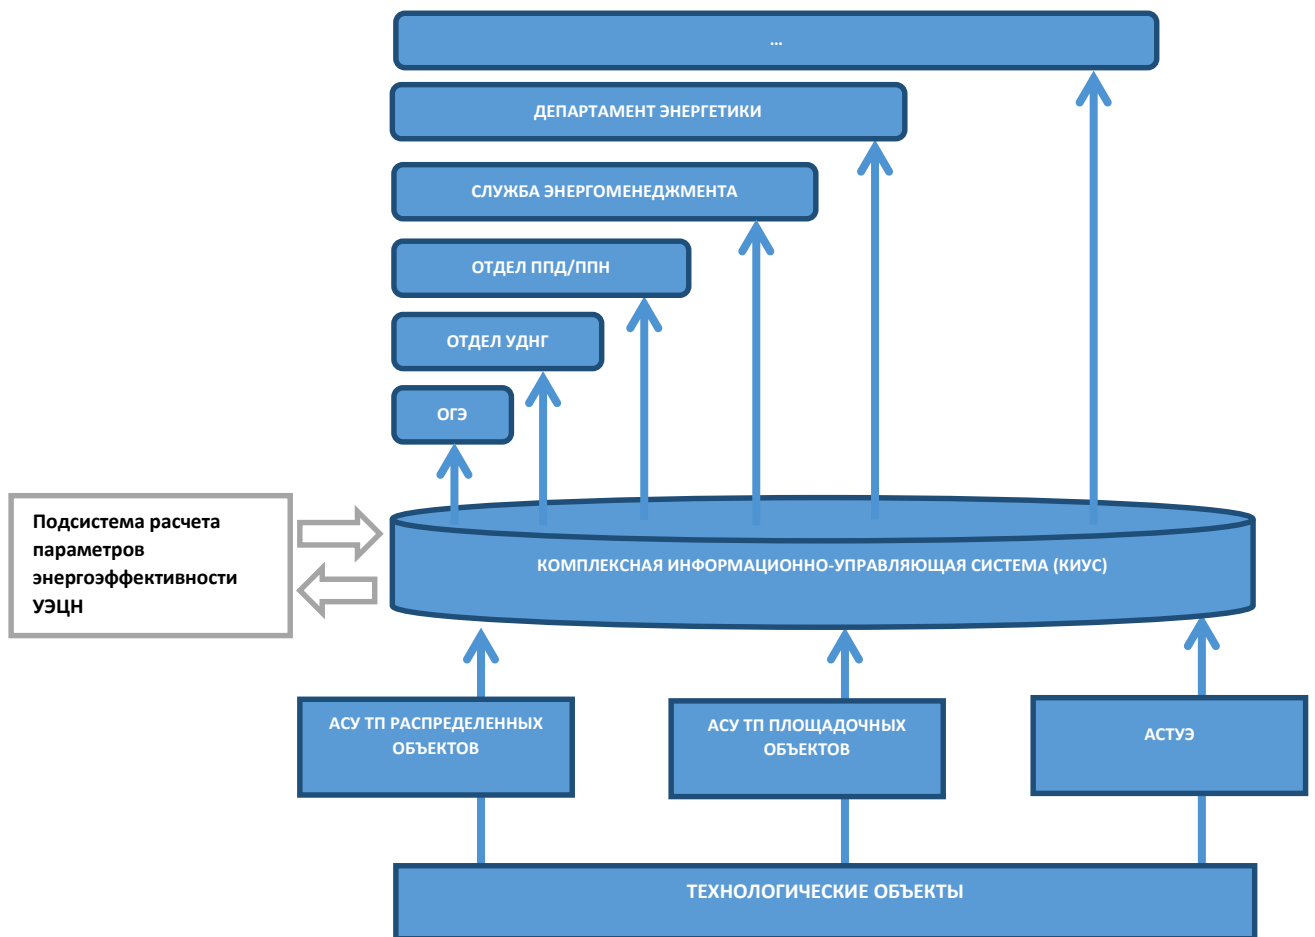 ...
ДЕПАРТАМЕНТ ЭНЕРГЕТИКИ
СЛУЖБА ЭНЕРГОМЕНЕДЖМЕНТА
ОТДЕЛ ППД/ППН
ОТДЕЛ УДНГ
ОГЭ
Подсистема расчета
параметров
энергоэффективности
УЭЦН
КОМПЛЕКСНАЯ ИНФОРМАЦИОННО-УПРАВЛЯЮЩАЯ СИСТЕМА (КИУС)
АСУ ТП РАСПРЕДЕЛЕННЫХ
ОБЪЕКТОВ
АСУ ТП ПЛОЩАДОЧНЫХ
ОБЪЕКТОВ
АСТУЭ
ТЕХНОЛОГИЧЕСКИЕ ОБЪЕКТЫ